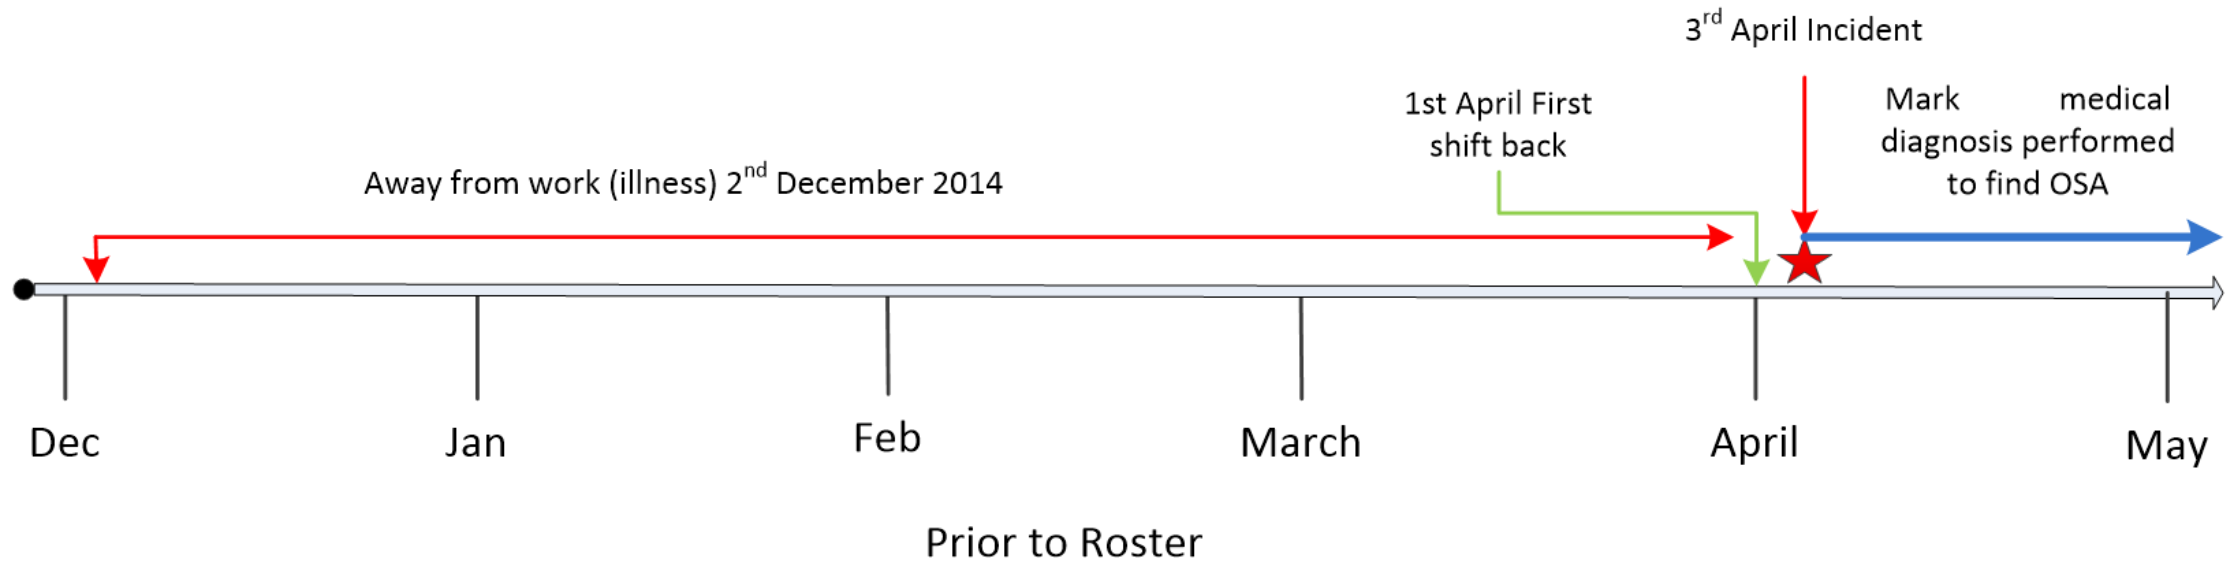 3rd April Incident
1st April First
shift back
Mark medical
diagnosis performed
to find OSA
Away from work (illness) 2nd December 2014
Dec
Jan
Feb
March
April
May
Prior to Roster